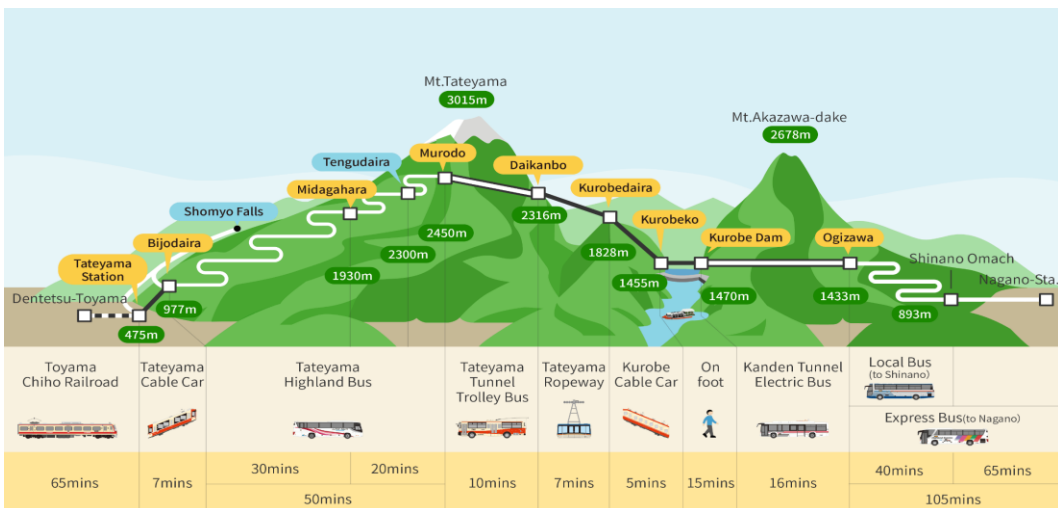 Mt.Tateyama
3015m
Mt.Akazawa-dake
2678m
Tengudaira
Murodo
Daikanbo
Midagahara
Kurobedaira
Shomyo Falls
2316m
Kurobeko
Bijodaira
2450m
Kurobe Dam
Ogizawa
Tateyama
Station
2300m
1828m
Shinano Omach
1930m
1455m
Nagano-Sta.
Dentetsu-Toyama
977m
1470m
1433m
893m
475m
Toyama
Chiho Railroad
Tateyama
Cable Car
Tateyama
Highland Bus
Tateyama
Tunnel
Trolley Bus
Tateyama
Ropeway
Kurobe
Cable Car
On
foot
Kanden Tunnel
Electric Bus
Local Bus
(to Shinano)
Express Bus(to Nagano)
65mins
7mins
30mins
20mins
50mins
10mins
7mins
5mins
15mins
16mins
40mins
65mins
105mins